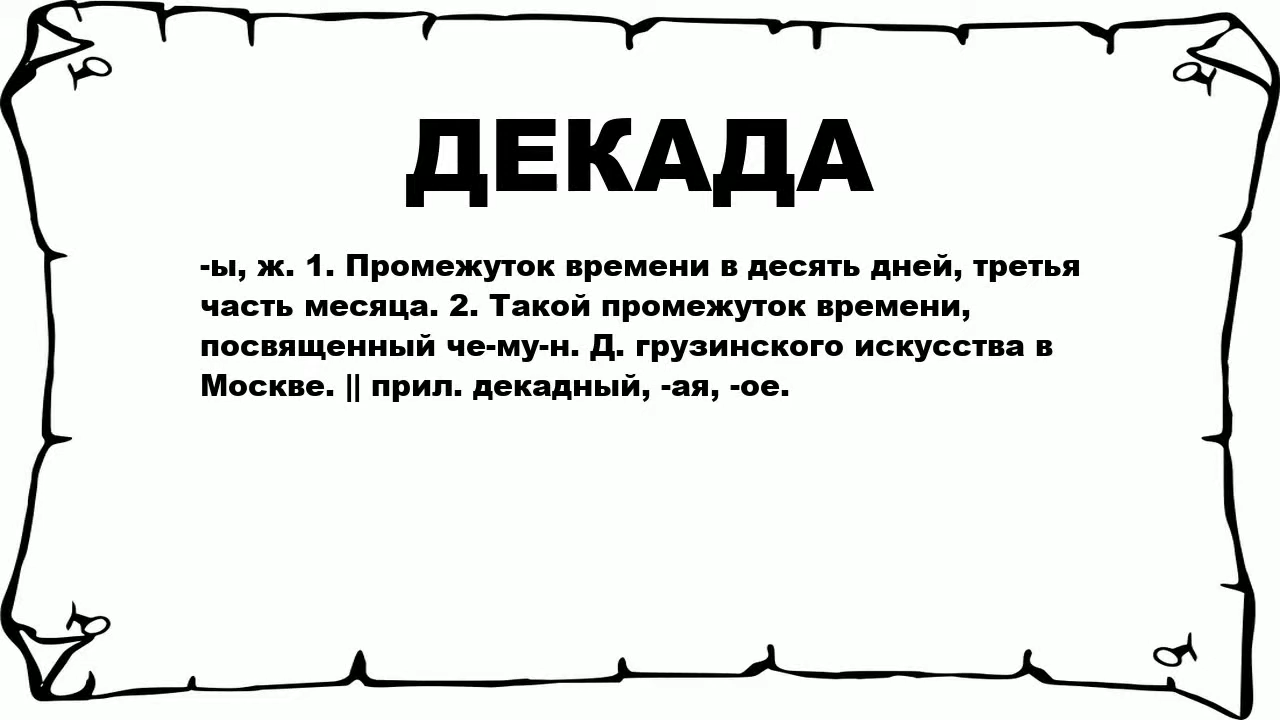 ДЕКАДА
-ы, ж. 1. Промежуток времени в десять дней, третья
часть месяца. 2. Такой промежуток времени,
посвященный че-му-н. Д. грузинского искусства в
Москве. || прил. декадный, -ая, -ое.